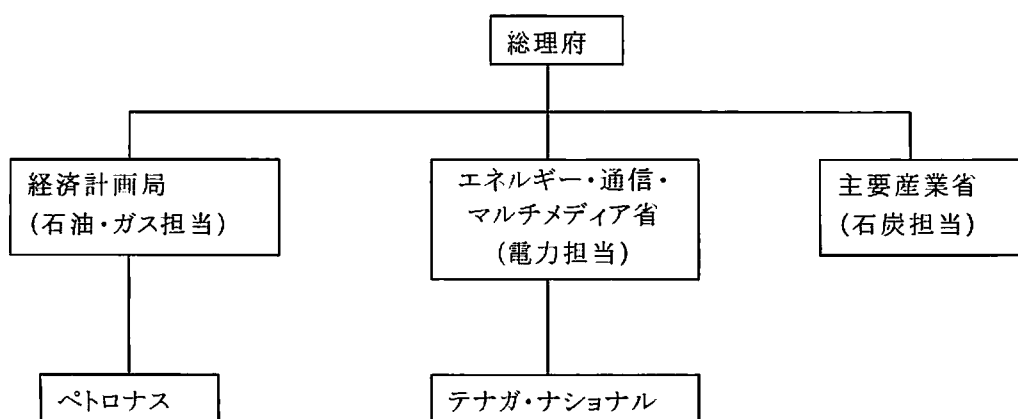 総理府
経済計画局
(石油・ガス担当)
エネルギー・通信・
マルチメディア省
(電力担当)
主要産業省
(石炭担当)
ペトロナス
テナガ・ナショナル